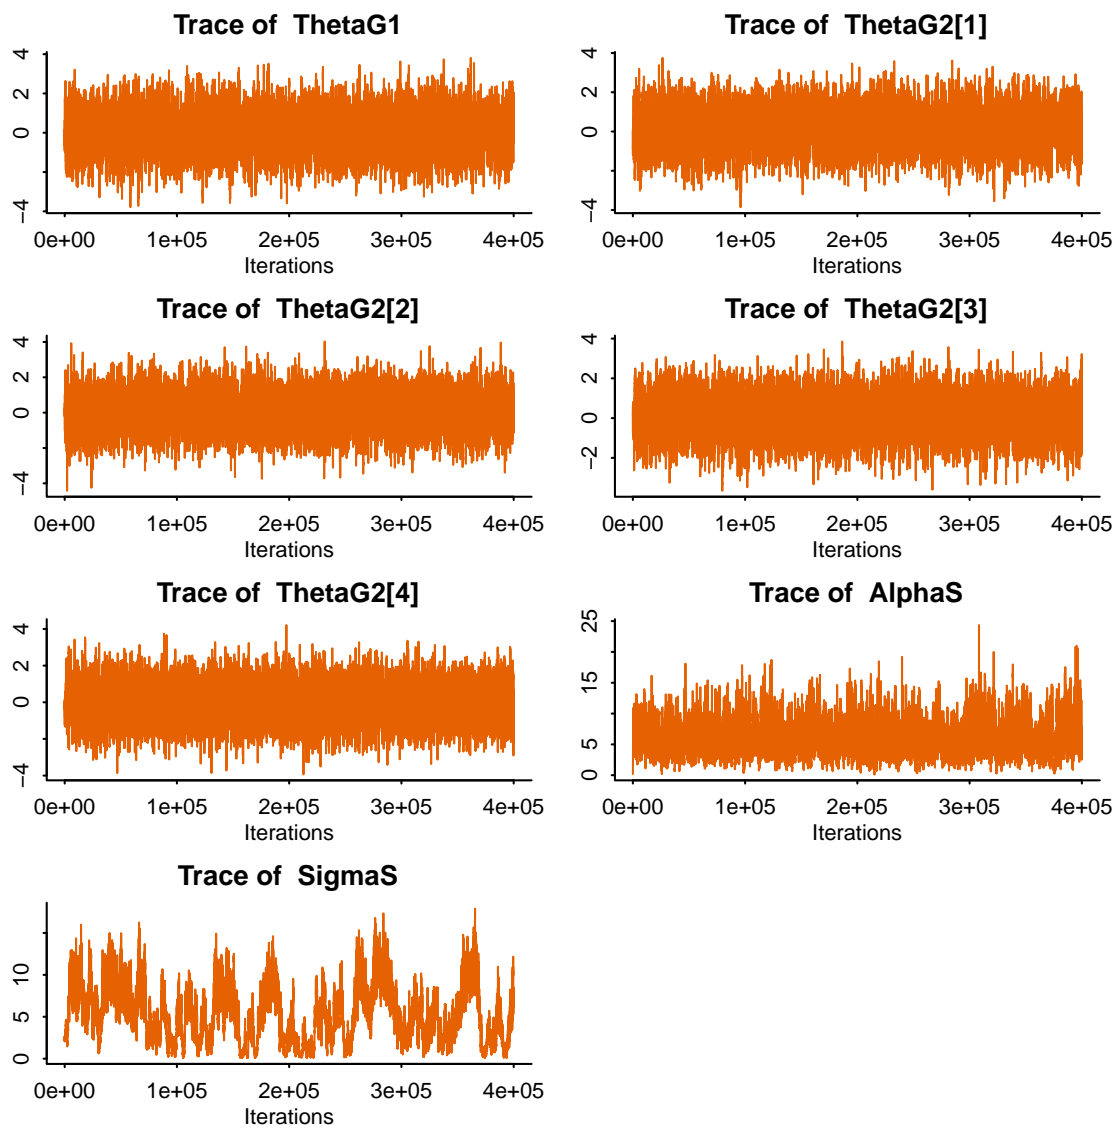 Trace of ThetaG1
4
2
0
−4
0e+00 1e+05 2e+05 3e+05 4e+05
Iterations
Trace of ThetaG2[1]
4
2
0
−4
0e+00 1e+05 2e+05 3e+05 4e+05
Iterations
Trace of ThetaG2[2]
4
2
0
−4
0e+00 1e+05 2e+05 3e+05 4e+05
Iterations
Trace of ThetaG2[3]
4
2
0
−2
0e+00 1e+05 2e+05 3e+05 4e+05
Iterations
Trace of ThetaG2[4]
4
2
0
−4
0e+00 1e+05 2e+05 3e+05 4e+05
Iterations
Trace of AlphaS
25
15
5
0
0e+00 1e+05 2e+05 3e+05 4e+05
Iterations
Trace of SigmaS
10
5
0
0e+00 1e+05 2e+05 3e+05 4e+05
Iterations